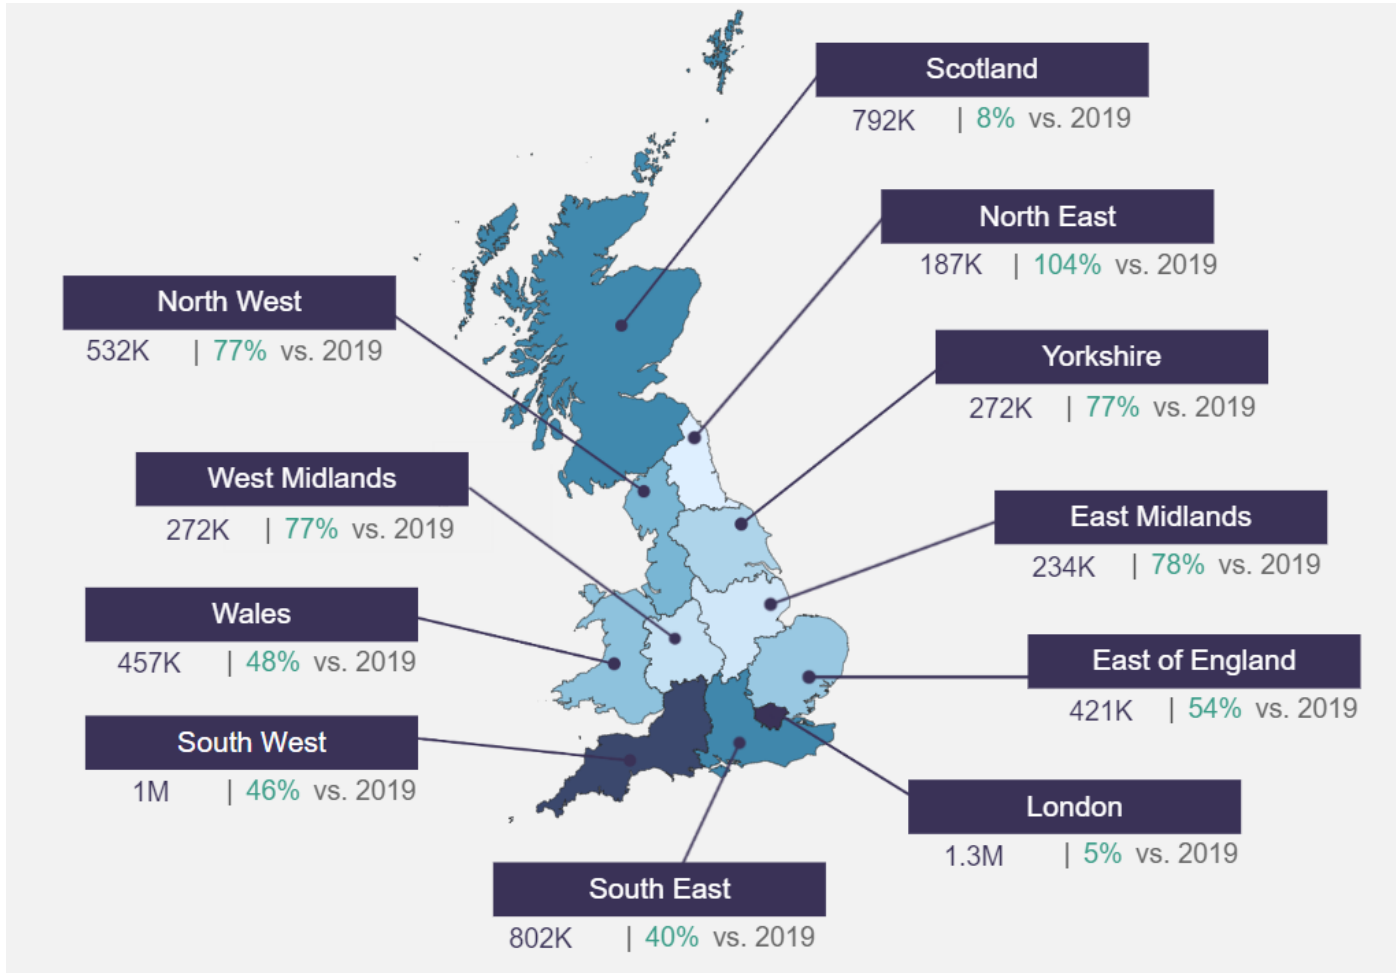 Scotland
792K | 8% vs. 2019
North East
187K | 104% vs. 2019
North West
532K | 77% vs. 2019
Yorkshire
272K | 77% vs. 2019
West Midlands
272K | 77% vs. 2019
East Midlands
234K | 78% vs. 2019
Wales
457K | 48% vs. 2019
East of England
421K | 54% vs. 2019
South West
1M | 46% vs. 2019
London
1.3M | 5% vs. 2019
South East
802K | 40% vs. 2019